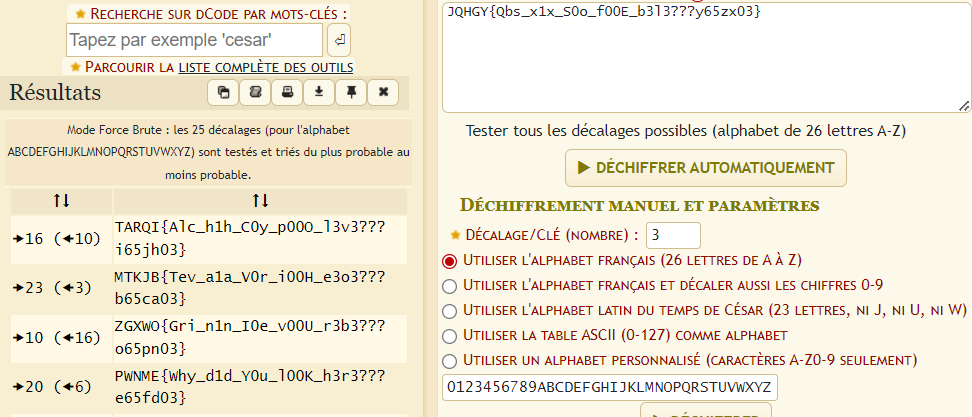 Recherche sur dCode par mots-clés :
Tapez par exemple 'cesar'
Parcourir la liste complète des outils
Résultats
Mode Force Brute : les 25 décalages (pour l'alphabet
ABCDEFGHIJKLMNOPQRSTUVWXYZ) sont testés et triés du plus probable au
moins probable.
↑↓ ↑↓
➔16 (🡰10) TARQI{Alc_h1h_C0y_p00O_l3v3???
i65jh03}
➔23 (🡰3) MTKJB{Tev_a1a_V0r_i00H_e3o3???
b65ca03}
➔10 (🡰16) ZGXWO{Gri_n1n_I0e_v00U_r3b3???
o65pn03}
➔20 (🡰6) PWNME{Why_d1d_Y0u_l00K_h3r3???
e65fd03}
JQHGY{Qbs_x1x_S0o_f00E_b3l3???y65zx03}
Tester tous les décalages possibles (alphabet de 26 lettres A-Z)
▶ DÉCHIFFRER AUTOMATIQUEMENT
Déchiffrement manuel et paramètres
Décalage/Clé (nombre) : 3
Utiliser l'alphabet français (26 lettres de A à Z)
Utiliser l'alphabet français et décaler aussi les chiffres 0-9
Utiliser l'alphabet latin du temps de César (23 lettres, ni J, ni U, ni W)
Utiliser la table ASCII (0-127) comme alphabet
Utiliser un alphabet personnalisé (caractères A-Z0-9 seulement)
0123456789ABCDEFGHIJKLMNOPQRSTUVWXYZ
▶ DÉCHIFFRER